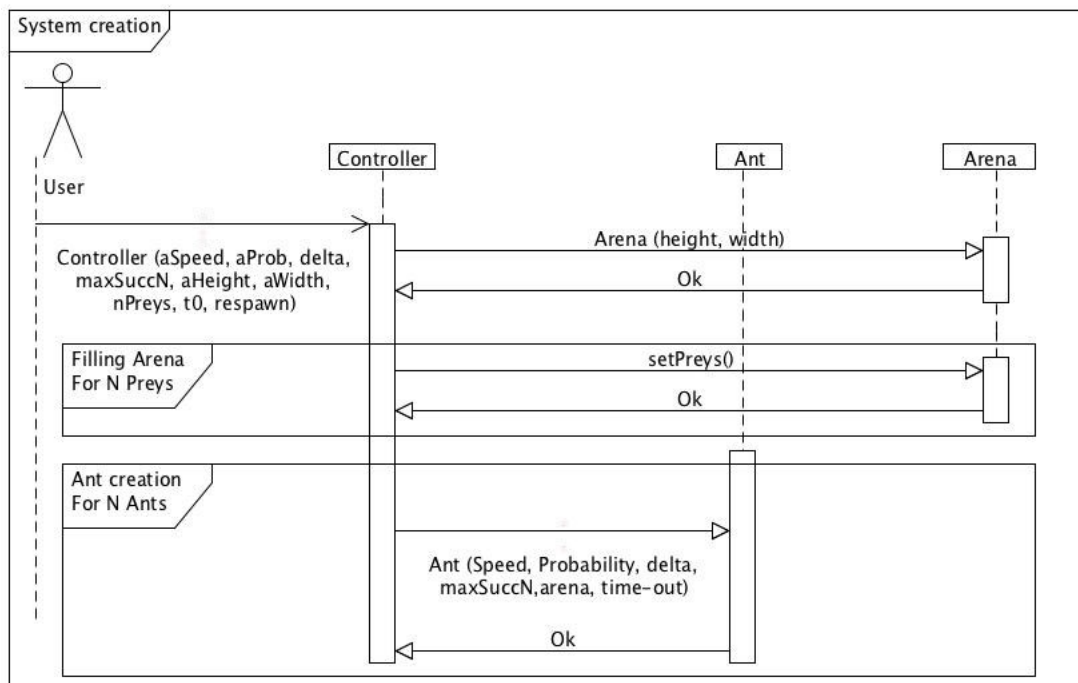 System creation
User
Controller
Ant
Arena
Controller (aSpeed, aProb, delta,
maxSuccN, aHeight, aWidth,
nPreys, t0, respawn)
Arena (height, width)
Ok
Filling Arena
For N Preys
setPreys()
Ok
Ant creation
For N Ants
Ant (Speed, Probability, delta,
maxSuccN,arena, time-out)
Ok